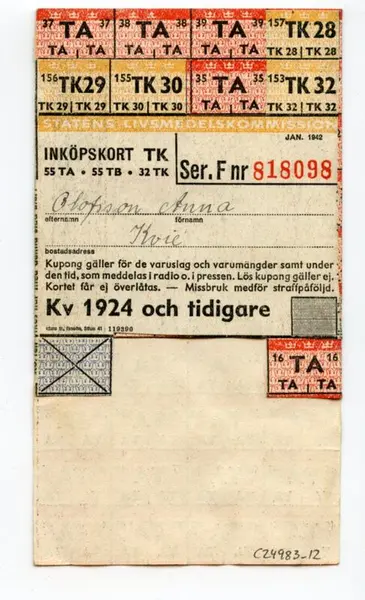 37 TA 38 38 TA 39 39 TA 157 TK 28
TA TA TA TA TA TA TK 28 TK 28
156 TK 29 155 TK 30 35 TA 35 153 TK 32
TK 29 TK 29 TK 30 TK 30 TA TA TK 32 TK 32
STATENS LIVSMEDELSKOMMISSION
JAN. 1942
INKÖPSKORT TK
55 TA • 55 TB • 32 TK
Ser. F nr 818098
Olofsson Anna
efternamn förnamn
Kvie
bostadsadress
Kupong gäller för de varuslag och varumängder samt under
den tid, som meddelas i radio o. i pressen. Lös kupong gäller ej.
Kortet får ej överlåtas. — Missbruk medför straffpåföljd.
Kv 1924 och tidigare
119890
16 TA 16
TA TA
C24983-12